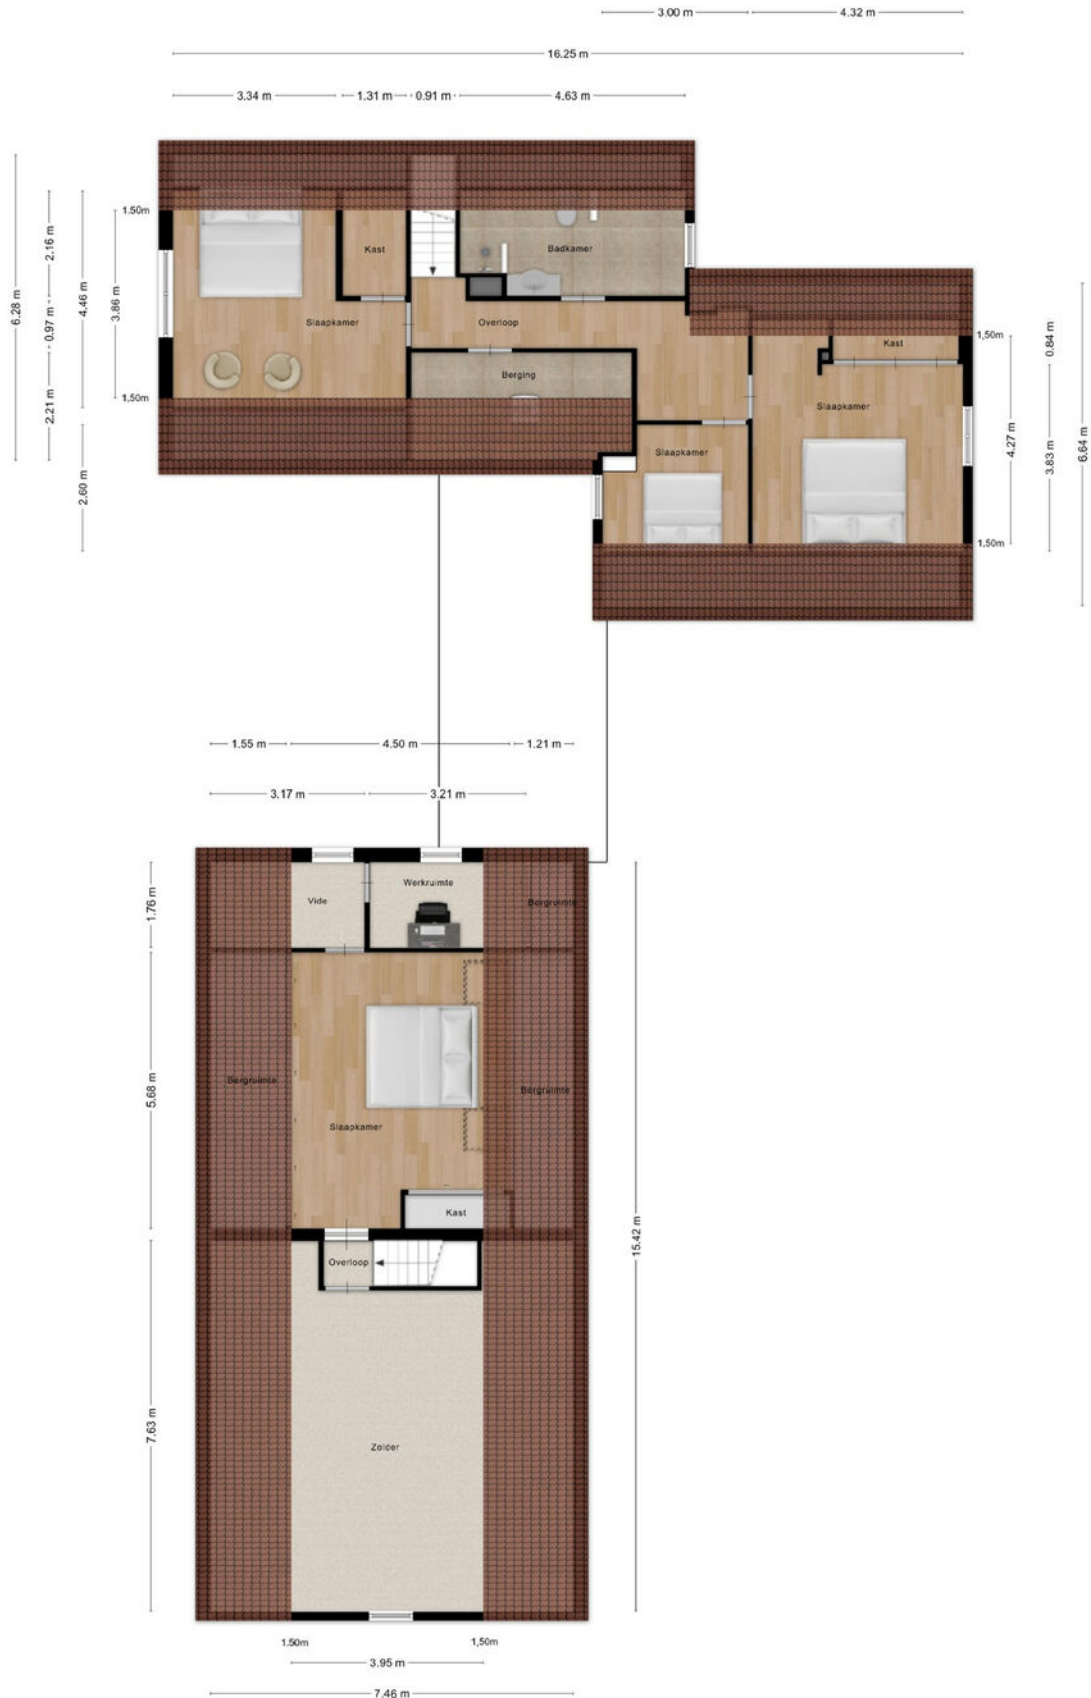 3.00 m
4.32 m
16.25 m
3.34 m
1.31 m
0.91 m
4.63 m
6.28 m
2.16 m
0.97 m
2.21 m
4.46 m
2.60 m
3.86 m
1,50m
1,50m
Kast
Badkamer
Slaapkamer
Overloop
Berging
Slaapkamer
Kast
Slaapkamer
1,50m
1,50m
4.27 m
0.84 m
3.83 m
6.64 m
1.55 m
4.50 m
1.21 m
3.17 m
3.21 m
1.76 m
5.68 m
7.63 m
Vide
Werkruimte
Bergruimte
Bergruimte
Bergruimte
Slaapkamer
Kast
Overloop
Zolder
15.42 m
1.50m
1,50m
3.95 m
7.46 m